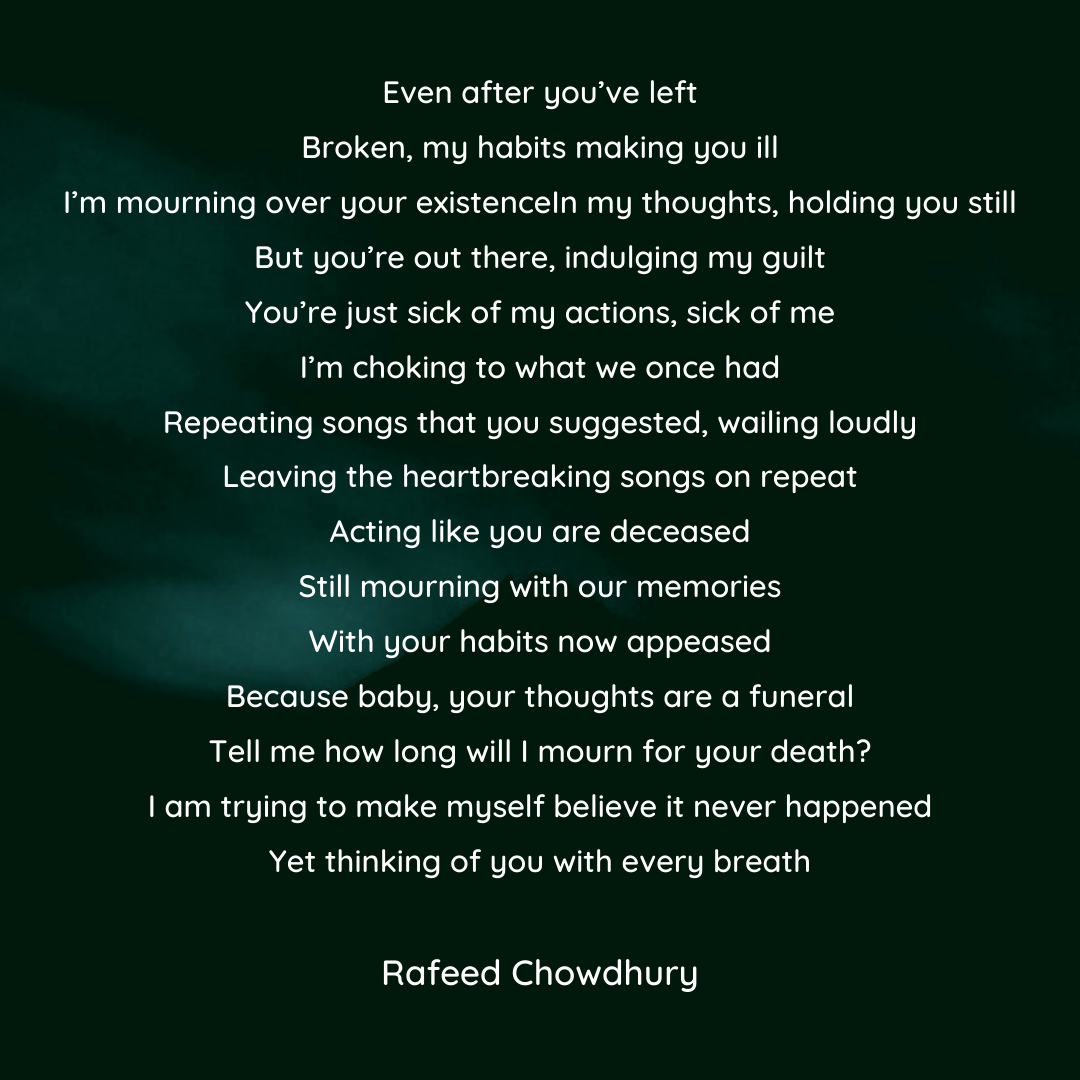 Even after you’ve left
Broken, my habits making you ill
I’m mourning over your existenceIn my thoughts, holding you still
But you’re out there, indulging my guilt
You’re just sick of my actions, sick of me
I’m choking to what we once had
Repeating songs that you suggested, wailing loudly
Leaving the heartbreaking songs on repeat
Acting like you are deceased
Still mourning with our memories
With your habits now appeased
Because baby, your thoughts are a funeral
Tell me how long will I mourn for your death?
I am trying to make myself believe it never happened
Yet thinking of you with every breath
Rafeed Chowdhury